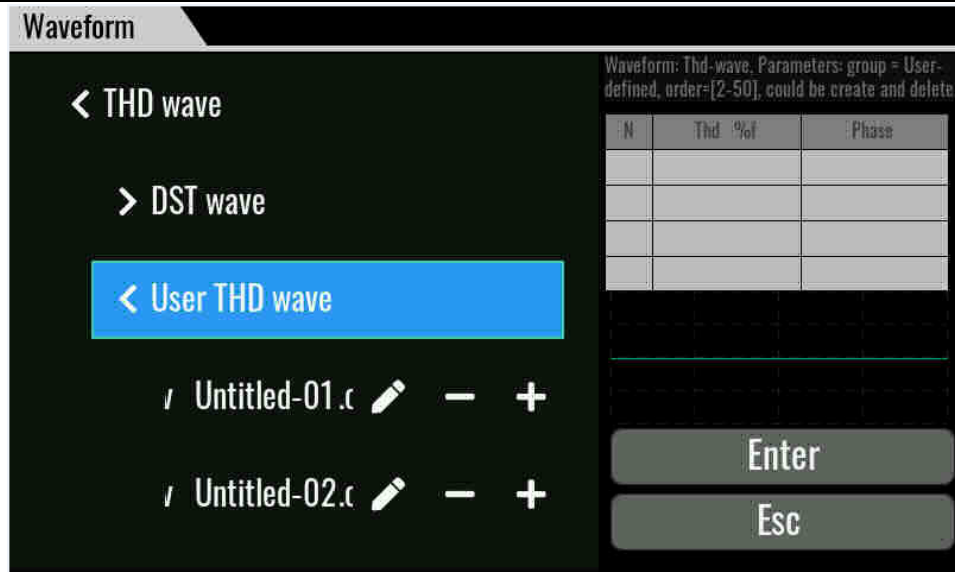 Waveform
THD wave
DST wave
User THD wave
Untitled-01.c
Untitled-02.c
Waveform: Thd-wave, Parameters: group = User-
defined, order=[2-50], could be create and delete
N Thd %f Phase
Enter
Esc